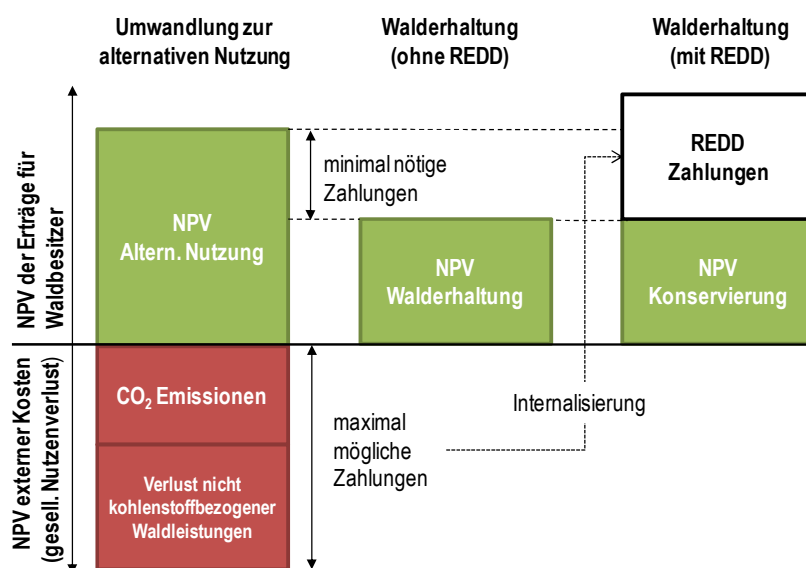 Umwandlung zur
alternativen Nutzung
Walderhaltung
(ohne REDD)
Walderhaltung
(mit REDD)
NPV der Erträge für
Waldbesitzer
NPV
Altern. Nutzung
minimal nötige
Zahlungen
NPV
Walderhaltung
REDD
Zahlungen
NPV
Konservierung
NPV externer Kosten
(gesell. Nutzenverlust)
CO₂ Emissionen
Verlust nicht
kohlenstoffbezogener
Waldleistungen
maximal
mögliche
Zahlungen
Internalisierung